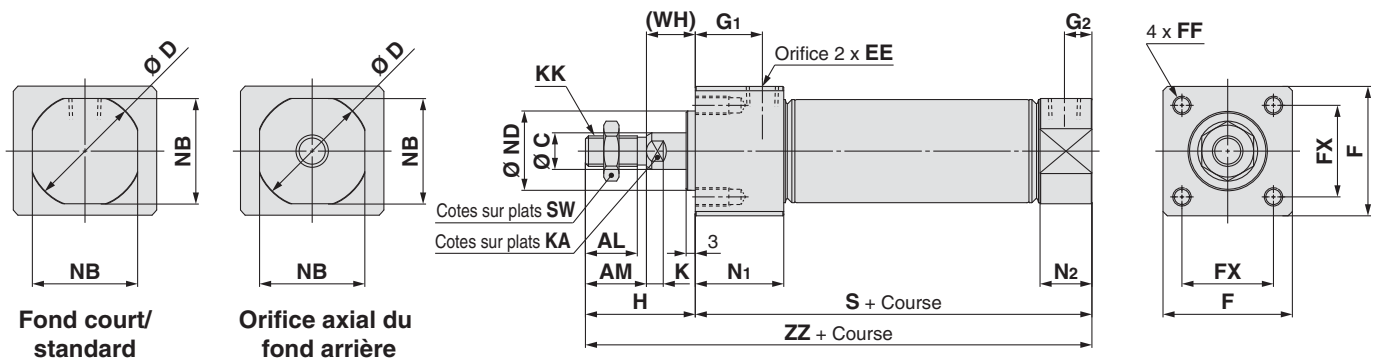 Ø D
NB
NB
Fond court/
standard
Ø D
NB
NB
Orifice axial du
fond arrière
(WH)
G1
G2
Orifice 2 x EE
KK
Ø ND
Ø C
Cotes sur plats SW
Cotes sur plats KA
AL
3
AM
K
N1
N2
H
S + Course
ZZ + Course
4 x FF
FX
F
FX
F